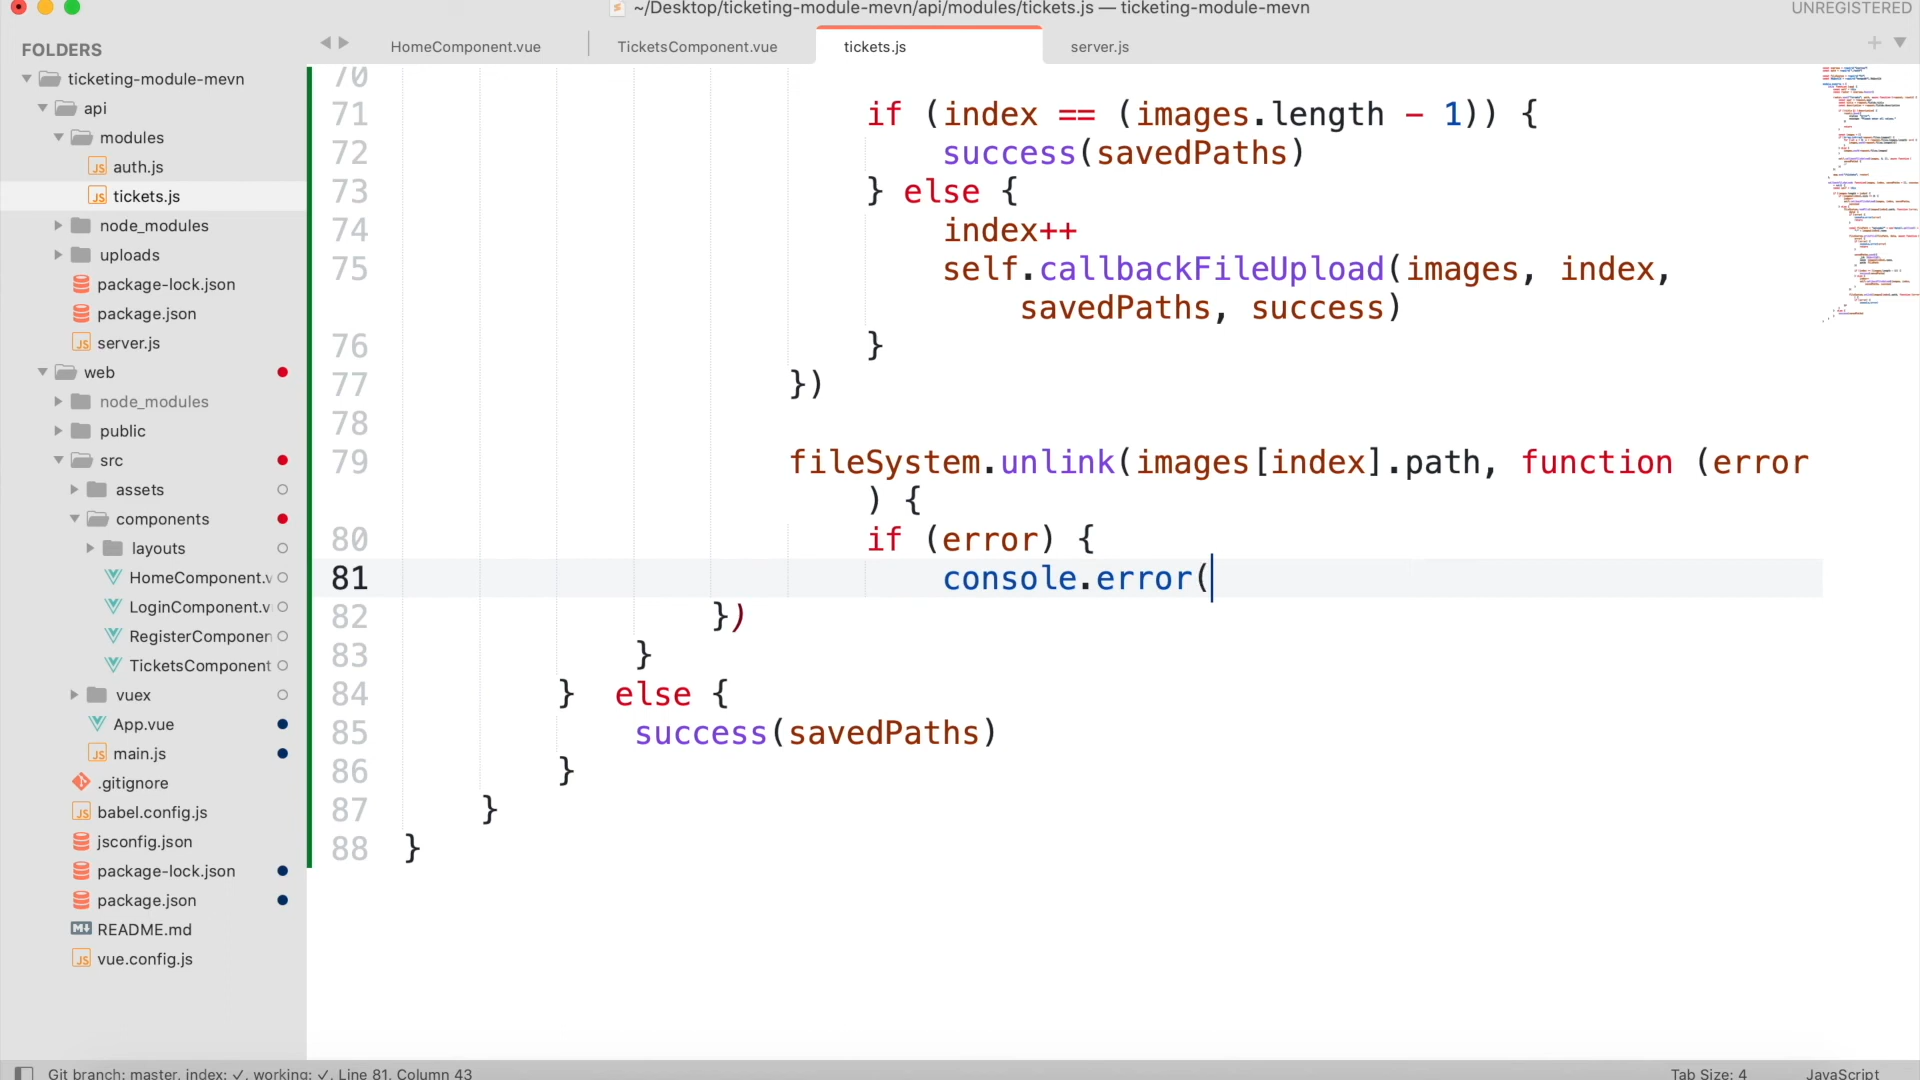 ~/Desktop/ticketing-module-mevn/api/modules/tickets.js — ticketing-module-mevn
UNREGISTERED
FOLDERS
ticketing-module-mevn
api
modules
auth.js
tickets.js
node_modules
uploads
package-lock.json
package.json
server.js
web
node_modules
public
src
assets
components
layouts
HomeComponent.v
LoginComponent.v
RegisterComponen
TicketsComponent
vuex
App.vue
main.js
.gitignore
babel.config.js
jsconfig.json
package-lock.json
package.json
README.md
vue.config.js
HomeComponent.vue
TicketsComponent.vue
tickets.js
server.js
70
71 if (index == (images.length - 1)) {
72 success(savedPaths)
73 } else {
74 index++
75 self.callbackFileUpload(images, index,
savedPaths, success)
76 }
77 })
78
79 fileSystem.unlink(images[index].path, function (error
) {
80 if (error) {
81 console.error(
82 })
83 }
84 } else {
85 success(savedPaths)
86 }
87 }
88 }
Git branch: master, index: ✓, working: ✓, Line 81, Column 43
Tab Size: 4
JavaScript